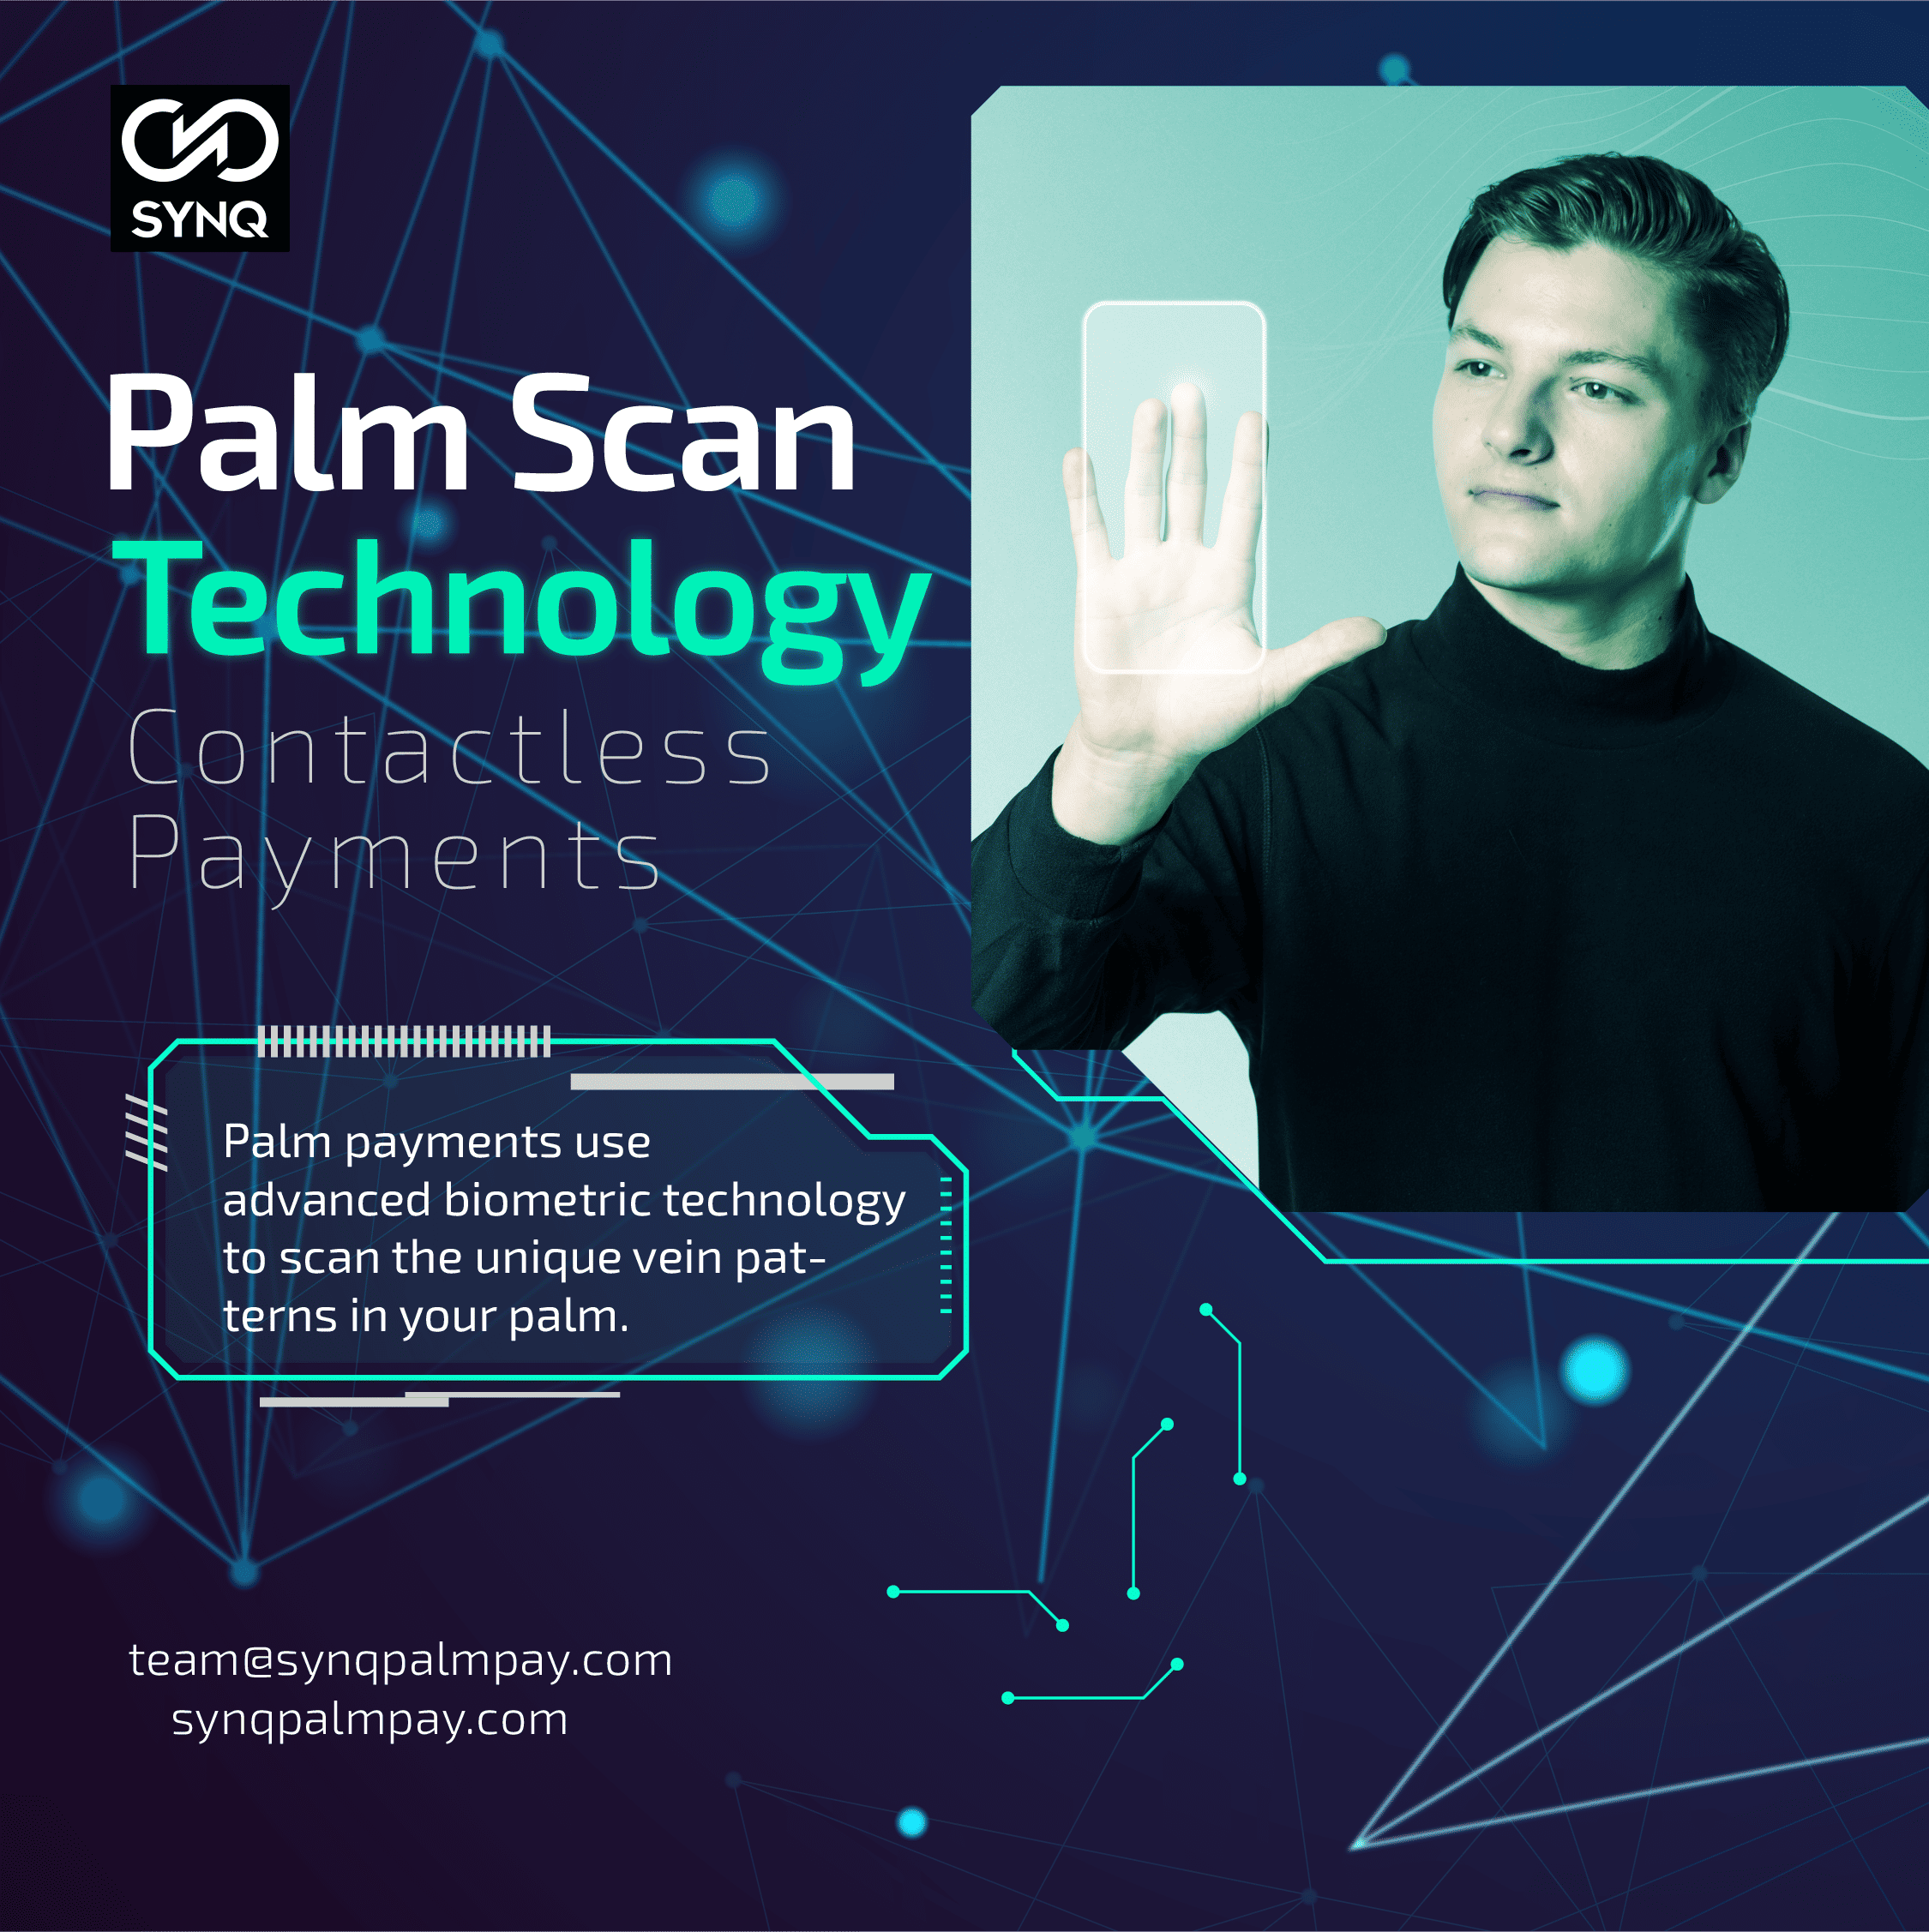 SYNQ
Palm Scan
Technology
Contactless
Payments
Palm payments use
advanced biometric technology
to scan the unique vein pat-
terns in your palm.
team@synqpalmpay.com
synqpalmpay.com